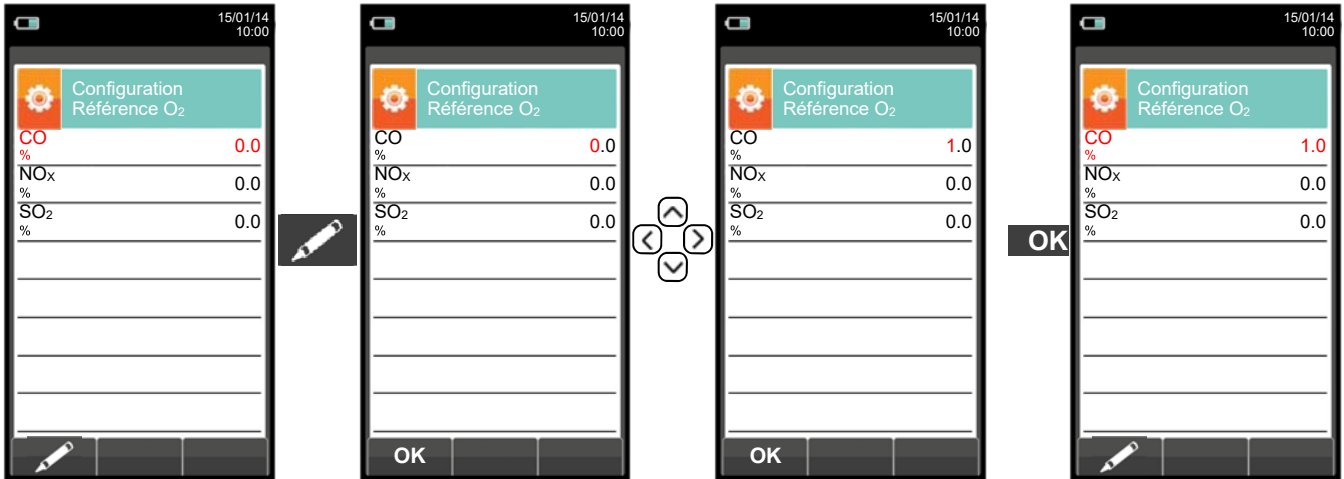 15/01/14
10:00
Configuration
Référence O₂
CO
% 0.0
NOx
% 0.0
SO₂
% 0.0
15/01/14
10:00
Configuration
Référence O₂
CO
% 0.0
NOx
% 0.0
SO₂
% 0.0
OK
15/01/14
10:00
Configuration
Référence O₂
CO
% 1.0
NOx
% 0.0
SO₂
% 0.0
OK
OK
15/01/14
10:00
Configuration
Référence O₂
CO
% 1.0
NOx
% 0.0
SO₂
% 0.0